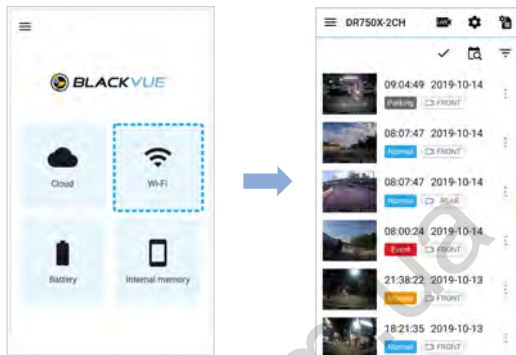 BLACKVUE
Cloud
Wi-Fi
Battery
Internal memory
DR750X-2CH
09:04:49 2019-10-14
Parking FRONT
08:07:47 2019-10-14
Normal FRONT
08:07:47 2019-10-14
Normal REAR
08:00:24 2019-10-14
Event FRONT
21:38:22 2019-10-13
Manual FRONT
18:21:35 2019-10-13
Normal FRONT